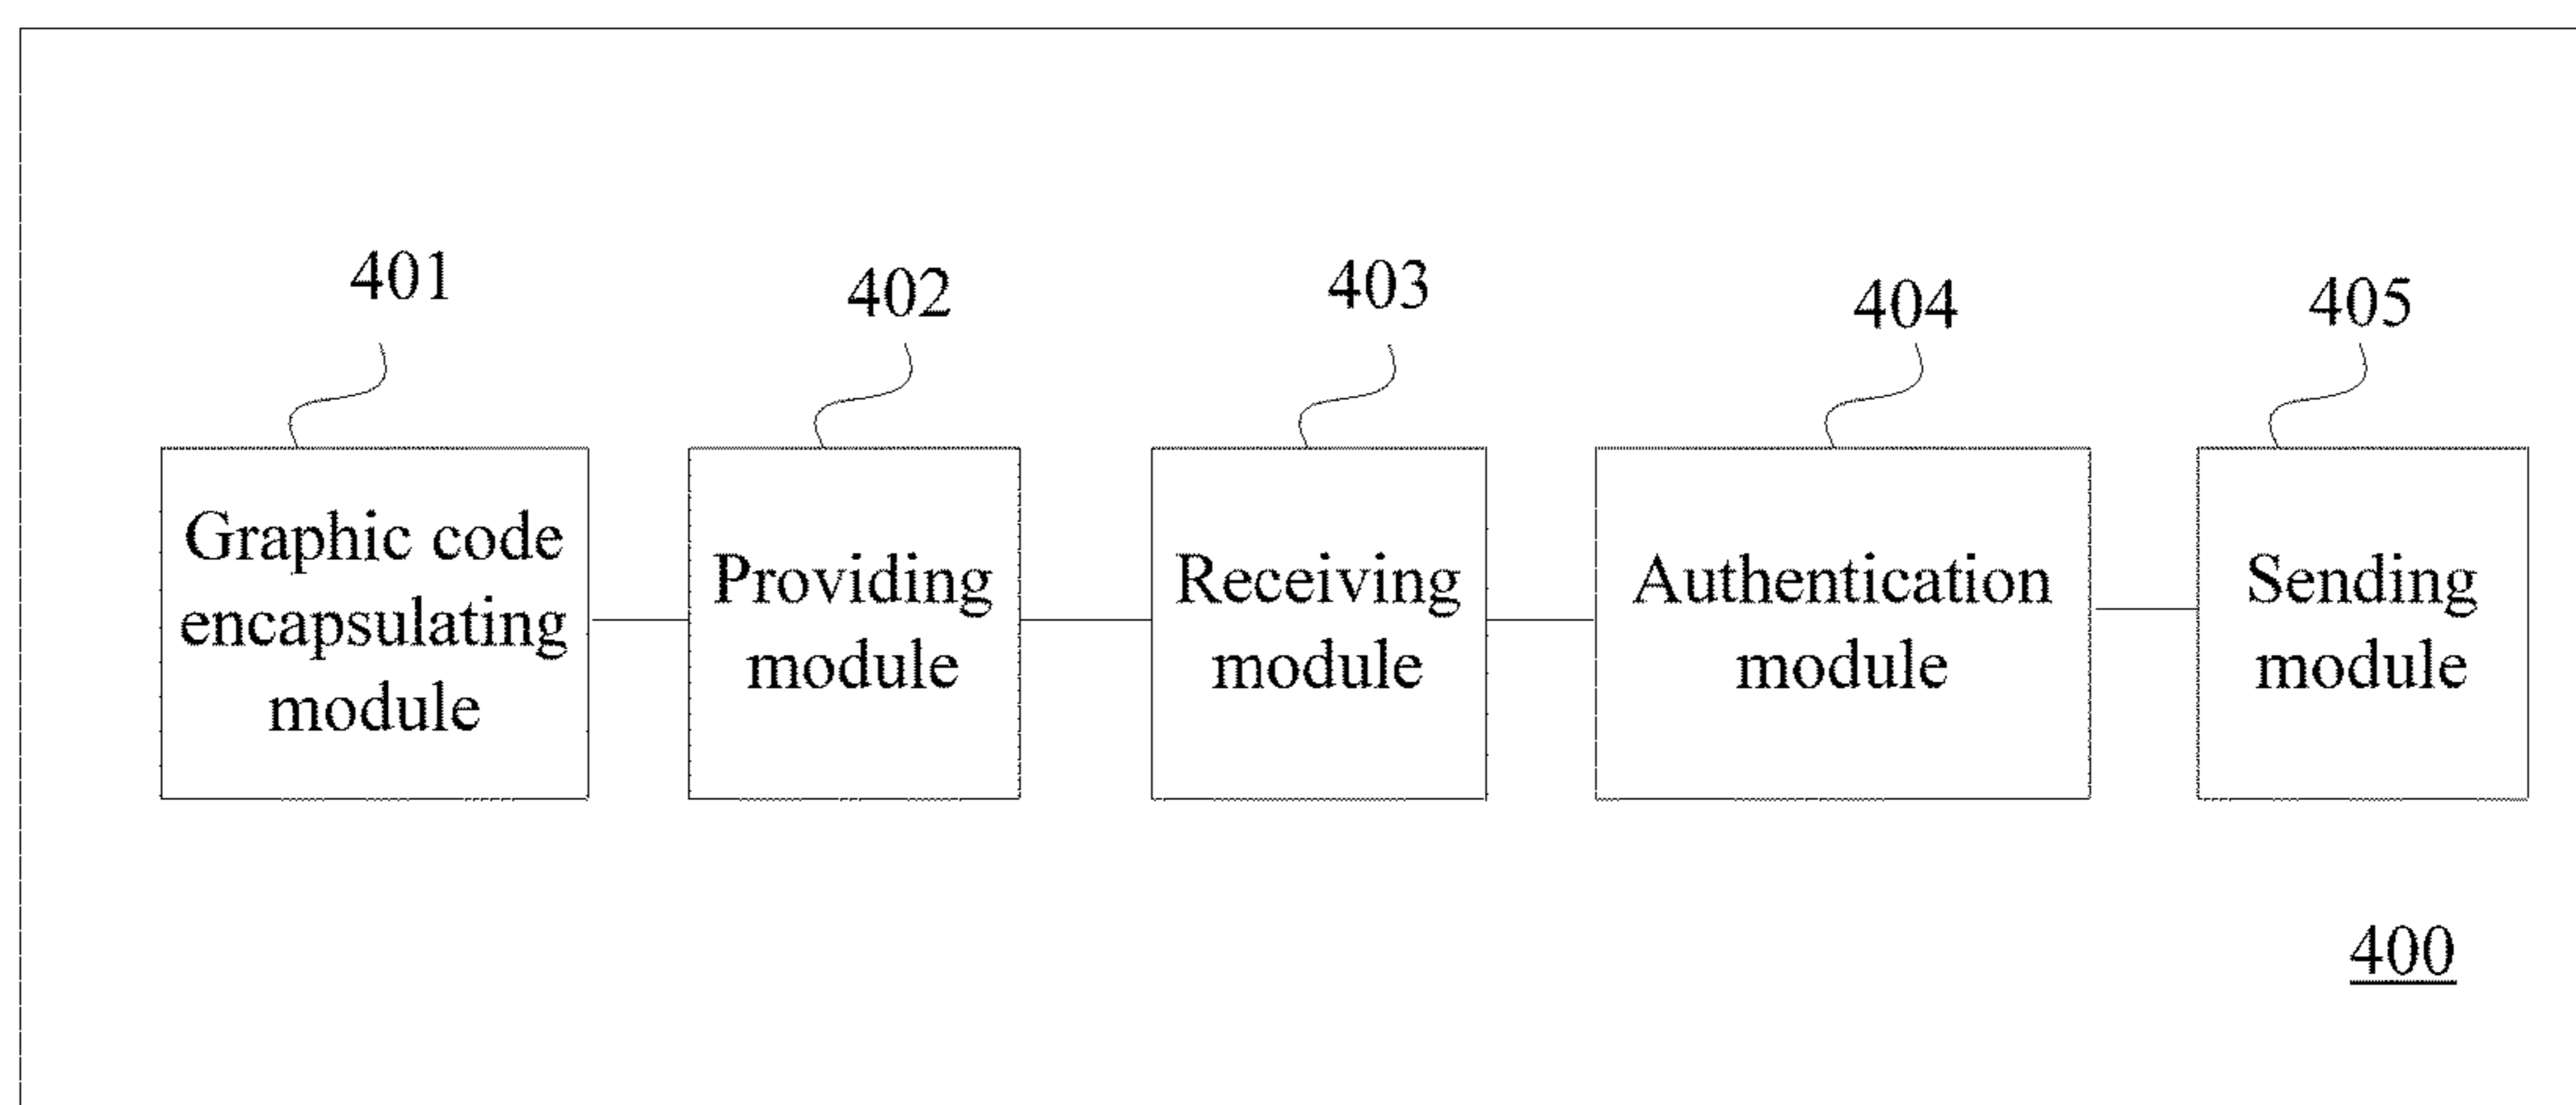 401
402
403
404
405
Graphic code
encapsulating
module
Providing
module
Receiving
module
Authentication
module
Sending
module
400